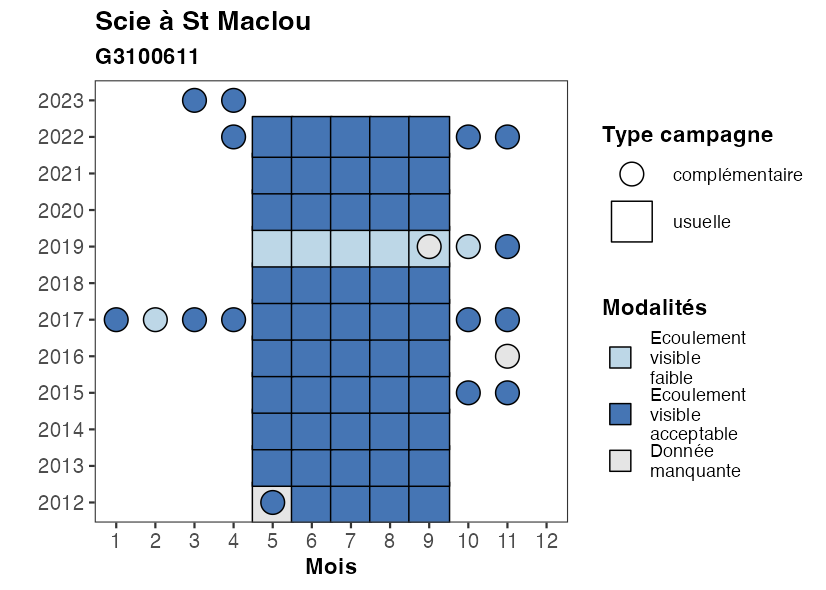 Scie à St Maclou
G3100611
2023
2022
2021
2020
2019
2018
2017
2016
2015
2014
2013
2012
1 2 3 4 5 6 7 8 9 10 11 12
Mois
Type campagne
complémentaire
usuelle
Modalités
Ecoulement
visible
faible
Ecoulement
visible
acceptable
Donnée
manquante